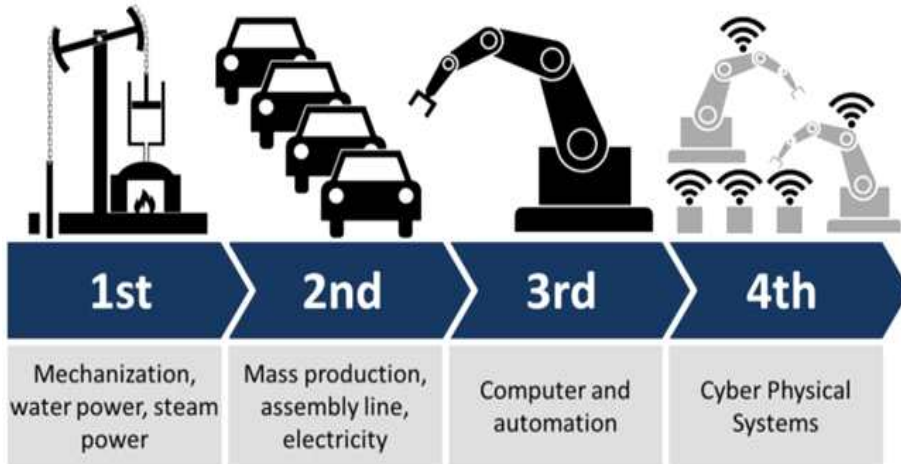 1st
2nd
3rd
4th
Mechanization,
water power, steam
power
Mass production,
assembly line,
electricity
Computer and
automation
Cyber Physical
Systems